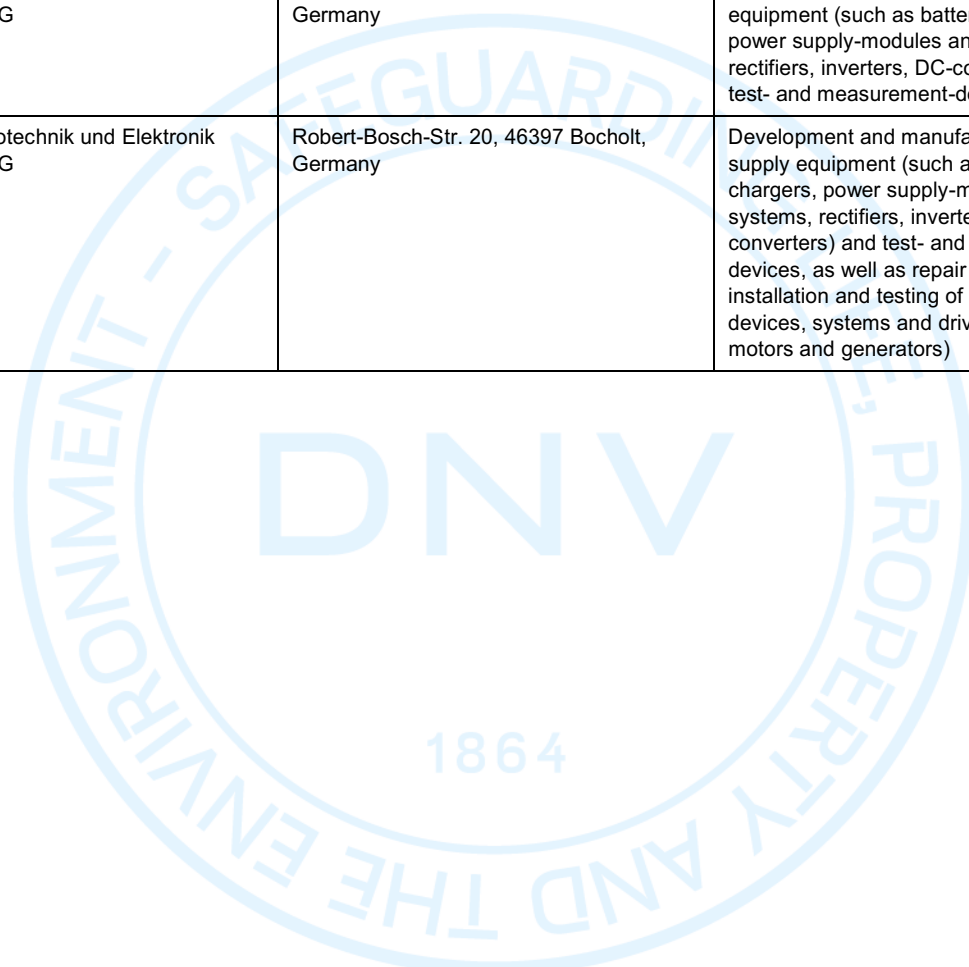 G
Germany
equipment (such as batte
power supply-modules an
rectifiers, inverters, DC-co
test- and measurement-de
otechnik und Elektronik
G
Robert-Bosch-Str. 20, 46397 Bocholt,
Germany
Development and manufa
supply equipment (such a
chargers, power supply-m
systems, rectifiers, inverte
converters) and test- and
devices, as well as repair
installation and testing of
devices, systems and driv
motors and generators)
SAFEGUARDING LIFE, PROPERTY AND THE ENVIRONMENT -
DNV
1864